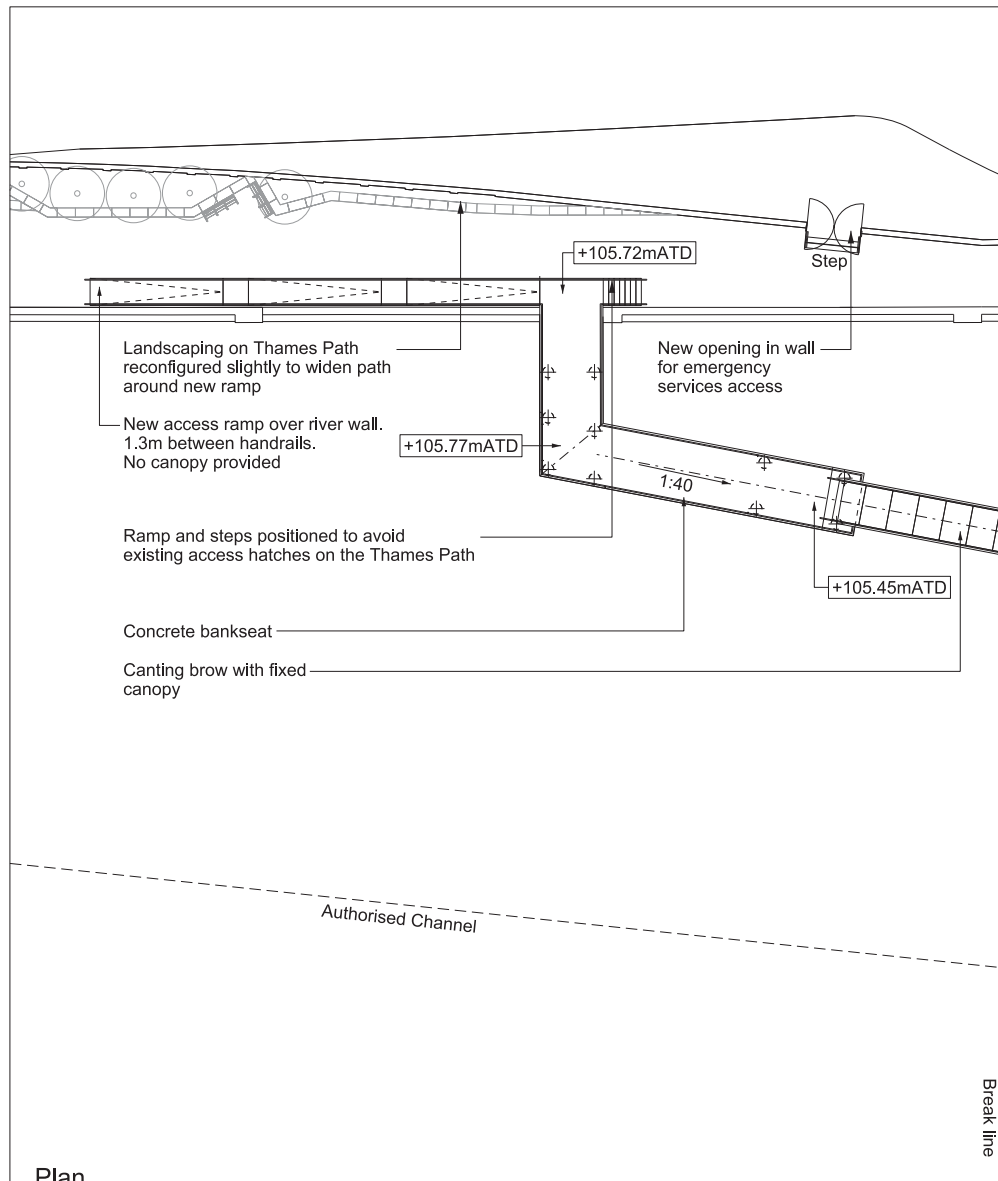 +105.72mATD
Step
Landscaping on Thames Path
reconfigured slightly to widen path
around new ramp
New opening in wall
for emergency
services access
New access ramp over river wall.
1.3m between handrails.
No canopy provided
+105.77mATD
1:40
Ramp and steps positioned to avoid
existing access hatches on the Thames Path
+105.45mATD
Concrete bankseat
Canting brow with fixed
canopy
Authorised Channel
Break line
Plan